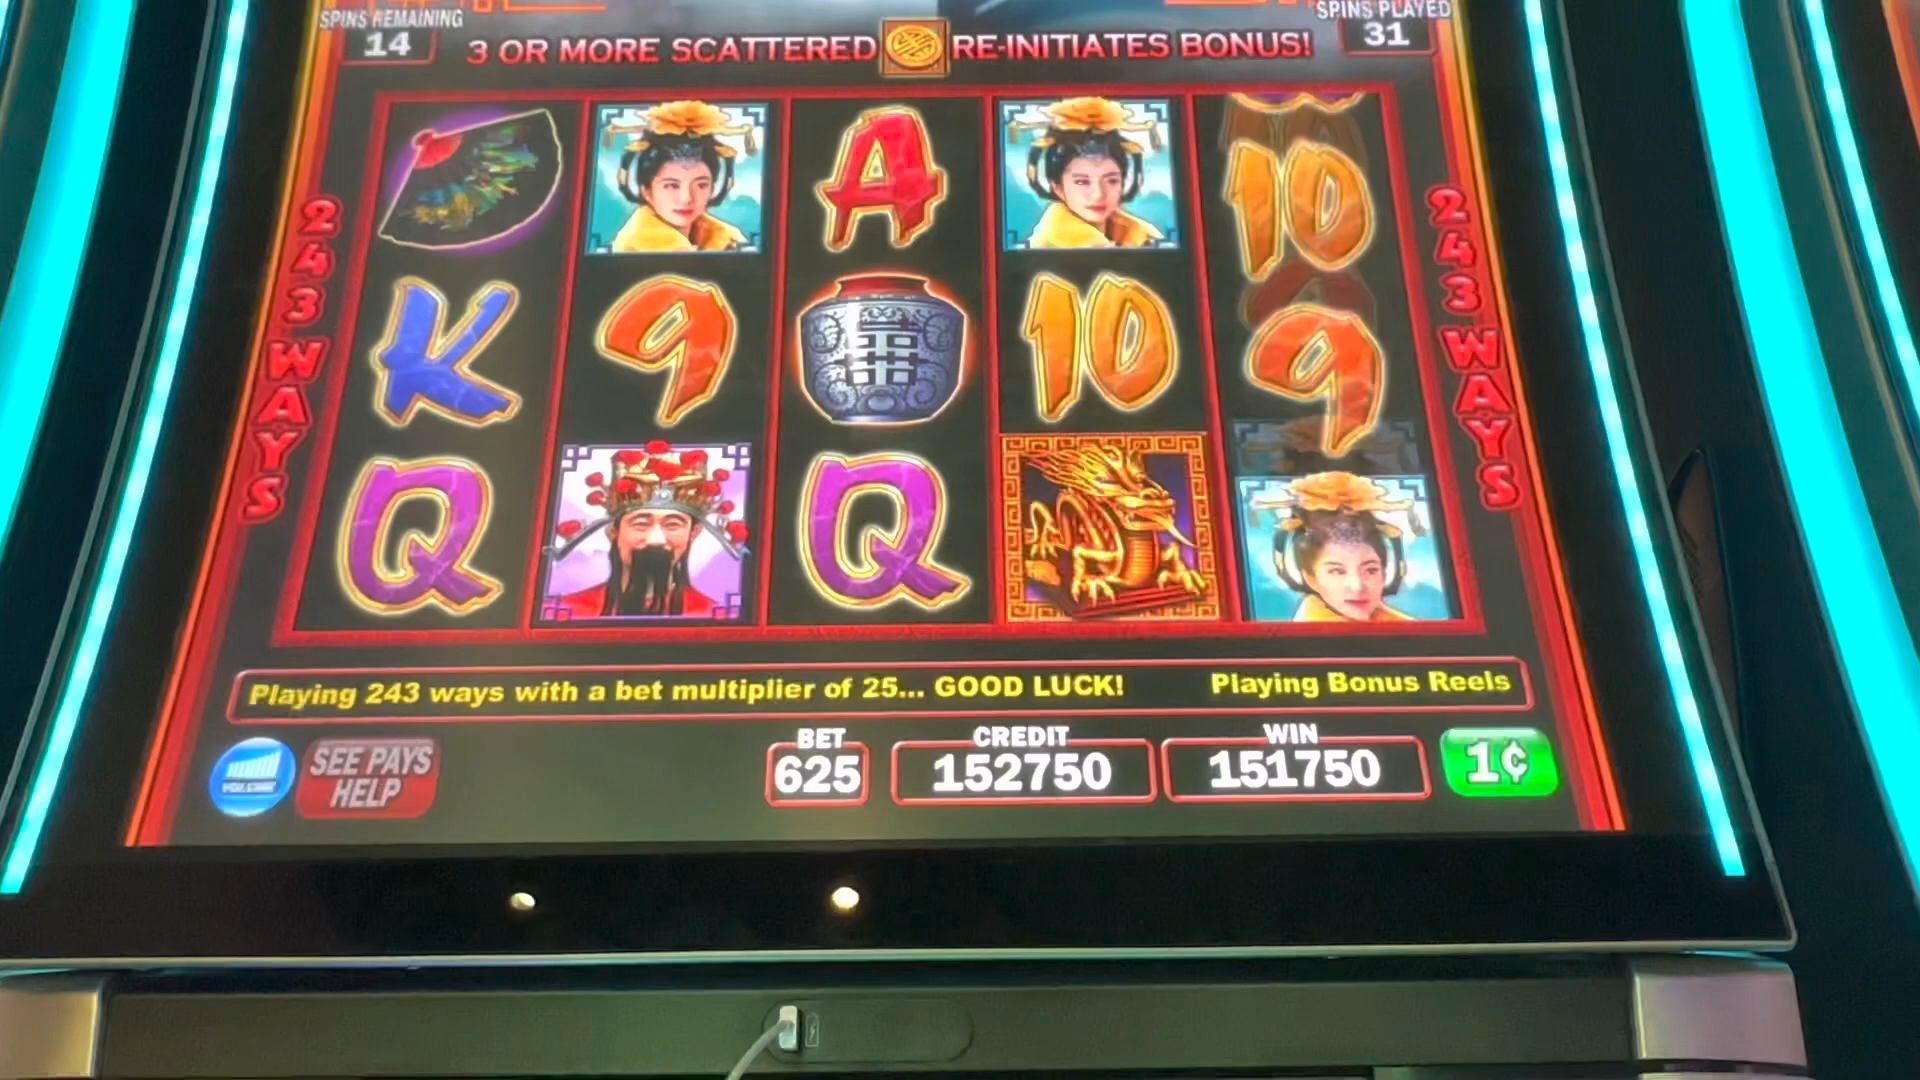 SPINS REMAINING
14
3 OR MORE SCATTERED RE-INITIATES BONUS!
SPINS PLAYED
31
243 WAYS
243 WAYS
A
10
K
9
10
9
Q
Q
Playing 243 ways with a bet multiplier of 25... GOOD LUCK!
Playing Bonus Reels
SEE PAYS
HELP
BET
625
CREDIT
152750
WIN
151750
1¢